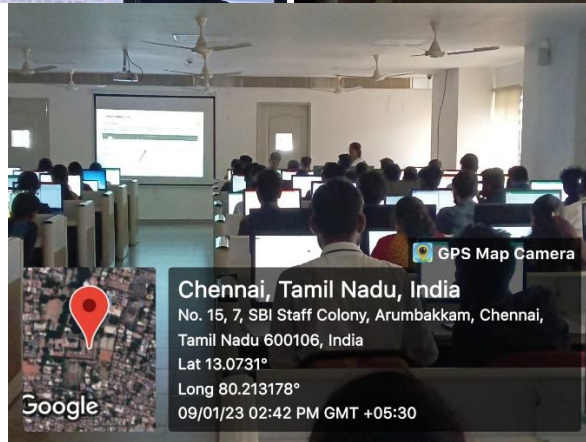 GPS Map Camera
Chennai, Tamil Nadu, India
No. 15, 7, SBI Staff Colony, Arumbakkam, Chennai,
Tamil Nadu 600106, India
Lat 13.0731°
Long 80.213178°
09/01/23 02:42 PM GMT +05:30
Google